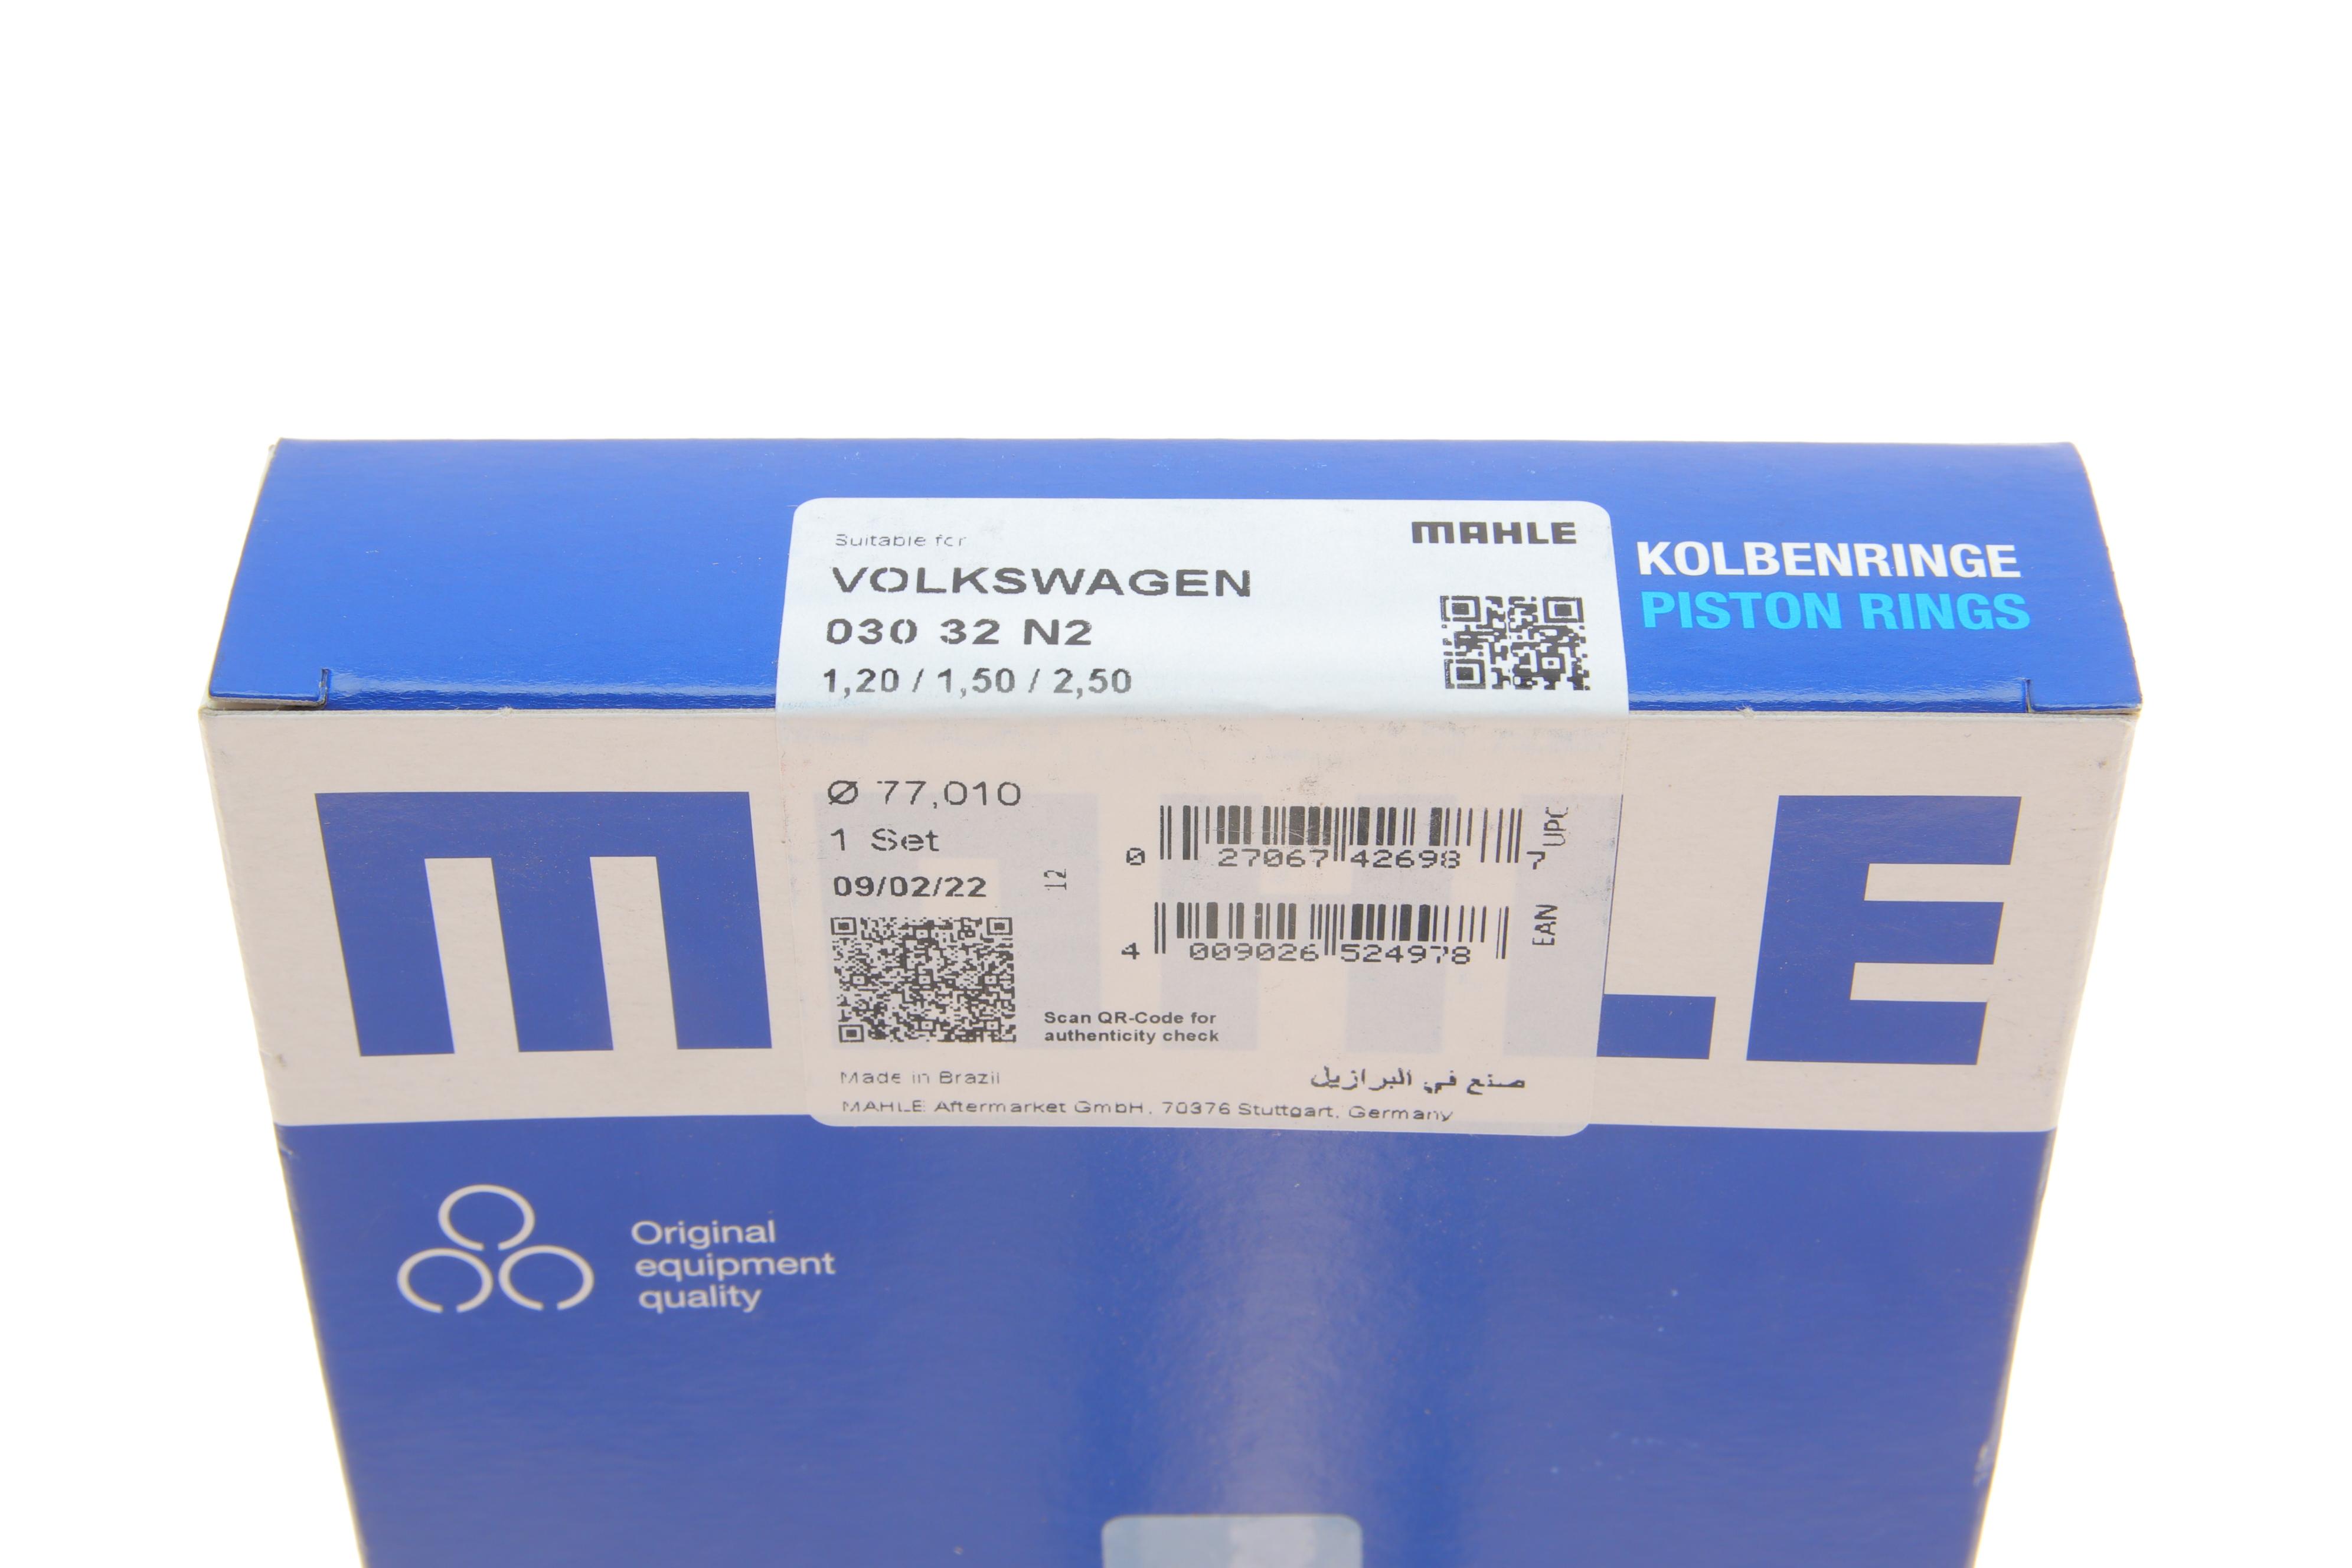 Suitable for
MAHLE
VOLKSWAGEN
030 32 N2
1,20 / 1,50 / 2,50
KOLBENRINGE
PISTON RINGS
MAHLE
Ø 77,010
1 Set
09/02/22
12
0 27067 42698 7
UPC
4 009026 524978
EAN
Scan QR-Code for
authenticity check
Made in Brazil
صنع في البرازيل
MAHLE Aftermarket GmbH, 70376 Stuttgart, Germany
Original
equipment
quality